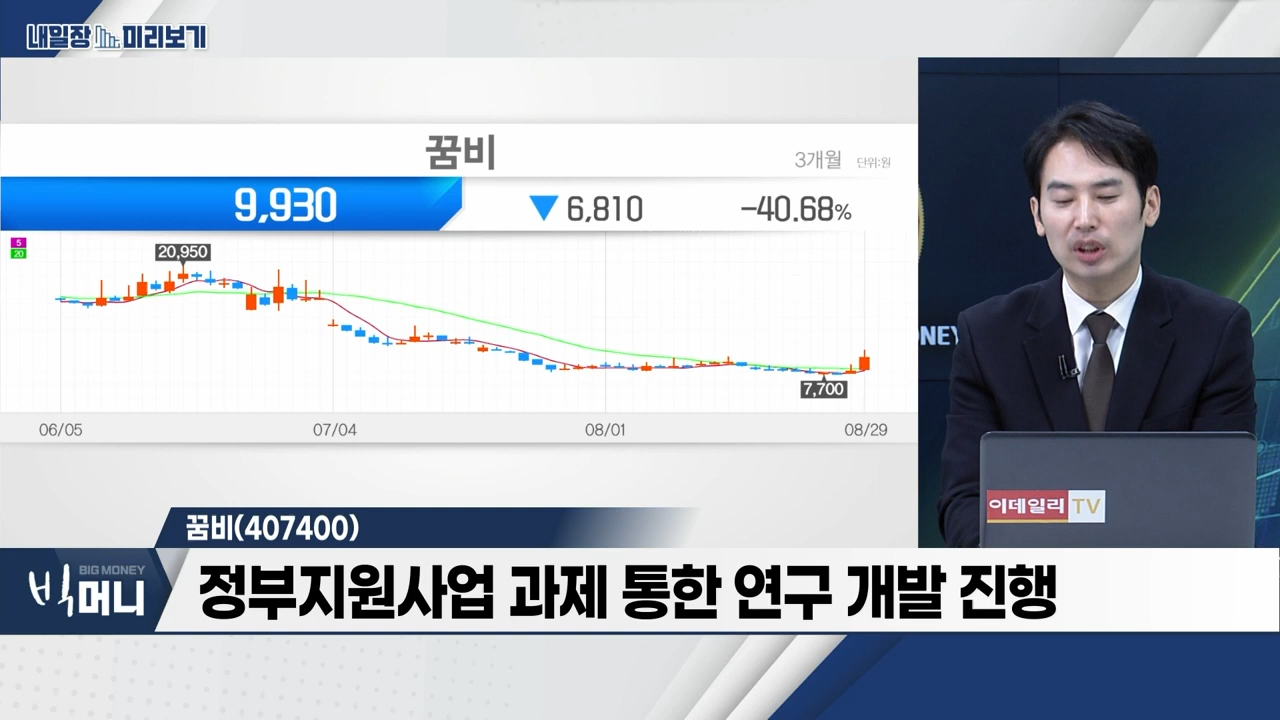 내일장 미리보기
꿈비
3개월 단위:원
9,930 ▼ 6,810 -40.68%
5
20
20,950
7,700
06/05 07/04 08/01 08/29
ONEY
이데일리 TV
꿈비(407400)
BIG MONEY
빅머니
정부지원사업 과제 통한 연구 개발 진행